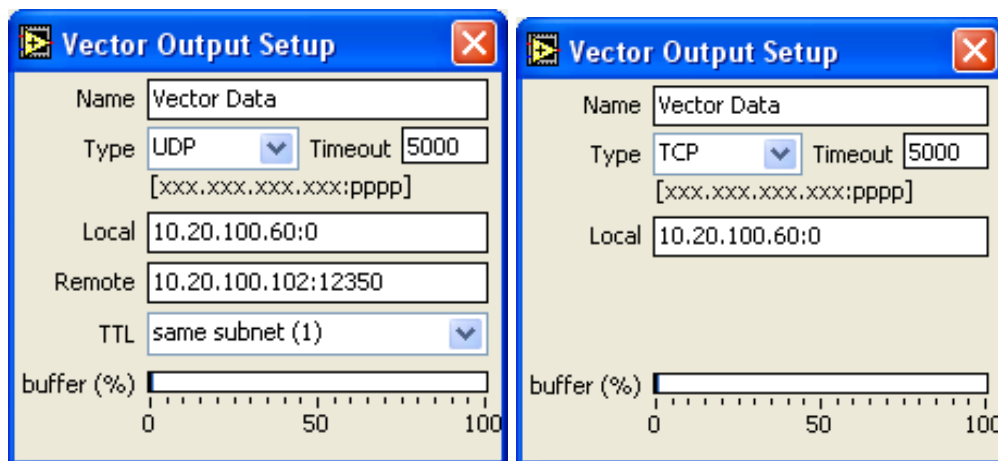 Vector Output Setup
Name Vector Data
Type UDP Timeout 5000
[xxx.xxx.xxx.xxx:pppp]
Local 10.20.100.60:0
Remote 10.20.100.102:12350
TTL same subnet (1)
buffer (%)
0 50 100
Vector Output Setup
Name Vector Data
Type TCP Timeout 5000
[xxx.xxx.xxx.xxx:pppp]
Local 10.20.100.60:0
buffer (%)
0 50 100